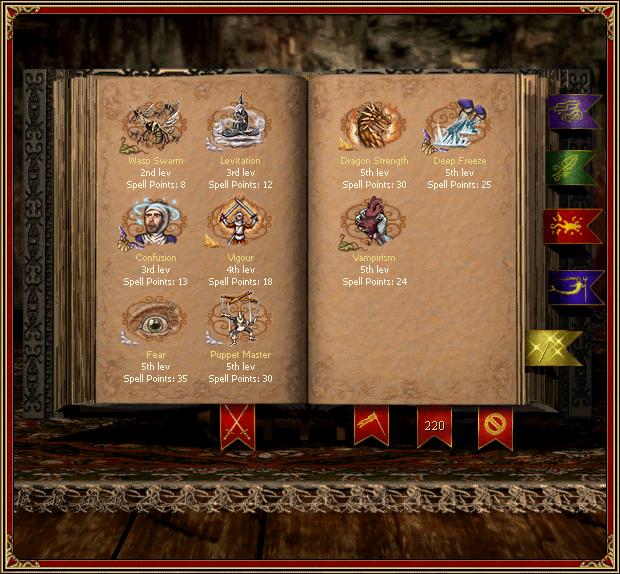 Wasp Swarm
2nd lev
Spell Points: 8
Levitation
3rd lev
Spell Points: 12
Confusion
3rd lev
Spell Points: 13
Vigour
4th lev
Spell Points: 18
Fear
5th lev
Spell Points: 35
Puppet Master
5th lev
Spell Points: 30
Dragon Strength
5th lev
Spell Points: 30
Deep Freeze
5th lev
Spell Points: 25
Vampirism
5th lev
Spell Points: 24
220